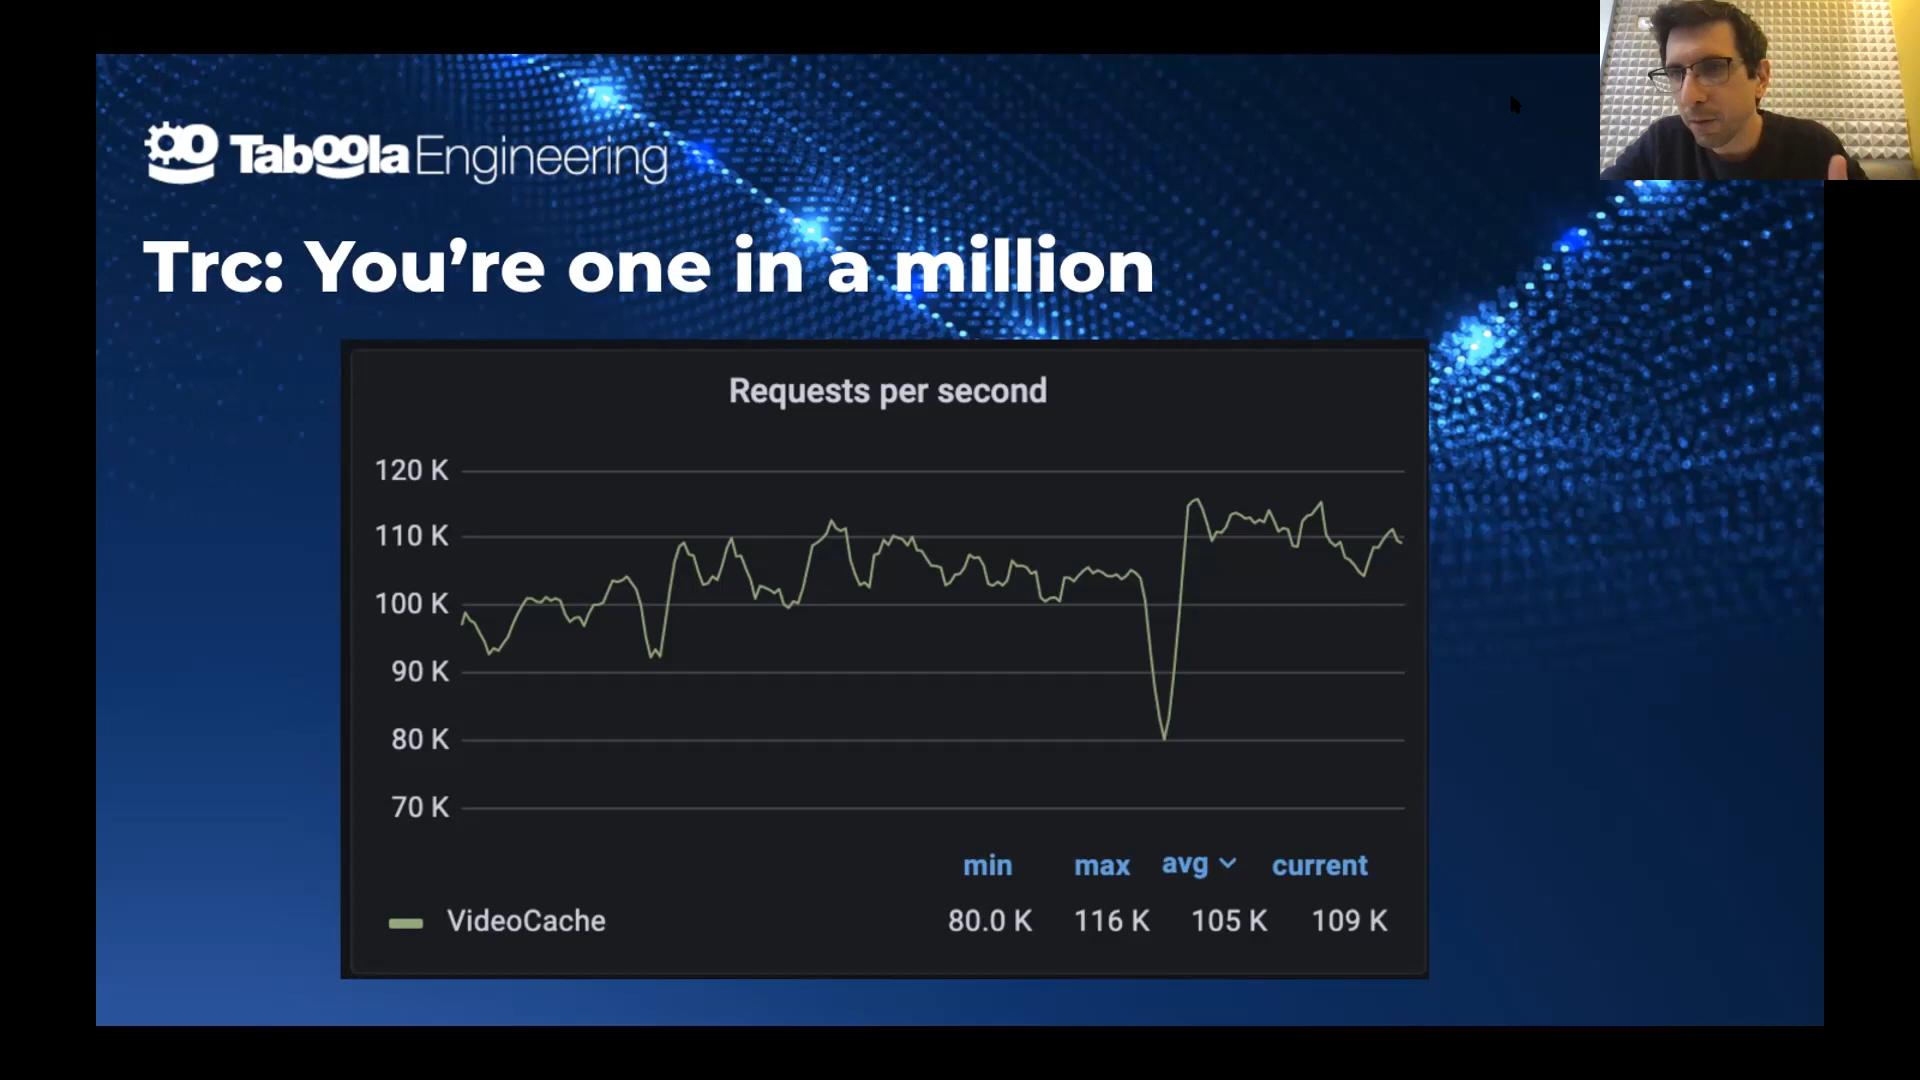 Taboola Engineering
Trc: You're one in a million
Requests per second
120 K
110 K
100 K
90 K
80 K
70 K
min max avg current
VideoCache 80.0 K 116 K 105 K 109 K